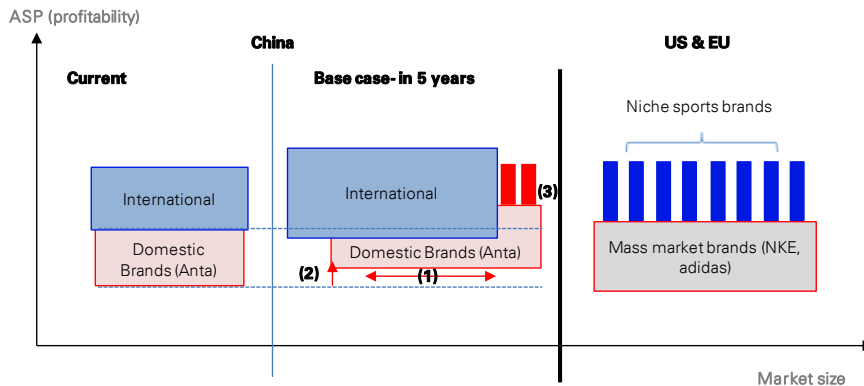 ASP (profitability)
China
US & EU
Current
Base case- in 5 years
Niche sports brands
International
International
(3)
Domestic
Brands (Anta)
Domestic Brands (Anta)
Mass market brands (NKE,
adidas)
(2)
(1)
Market size